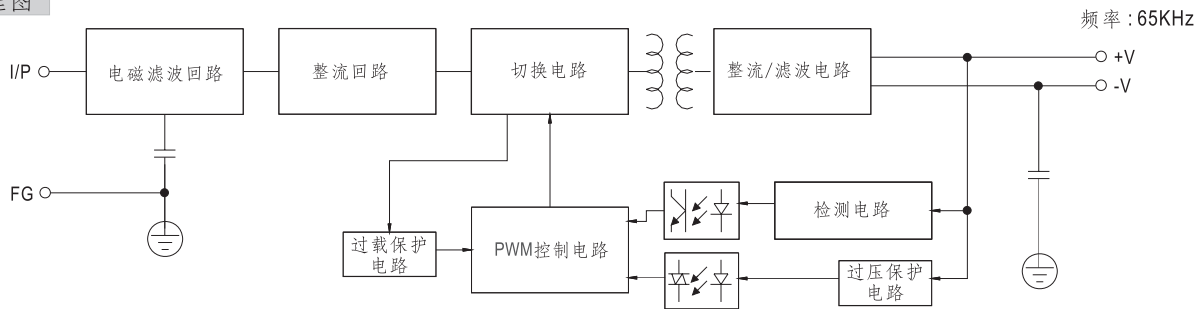 框图
频率 : 65KHz
I/P
电磁滤波回路
整流回路
切换电路
整流/滤波电路
+V
-V
FG
过载保护
电路
PWM控制电路
检测电路
过压保护
电路